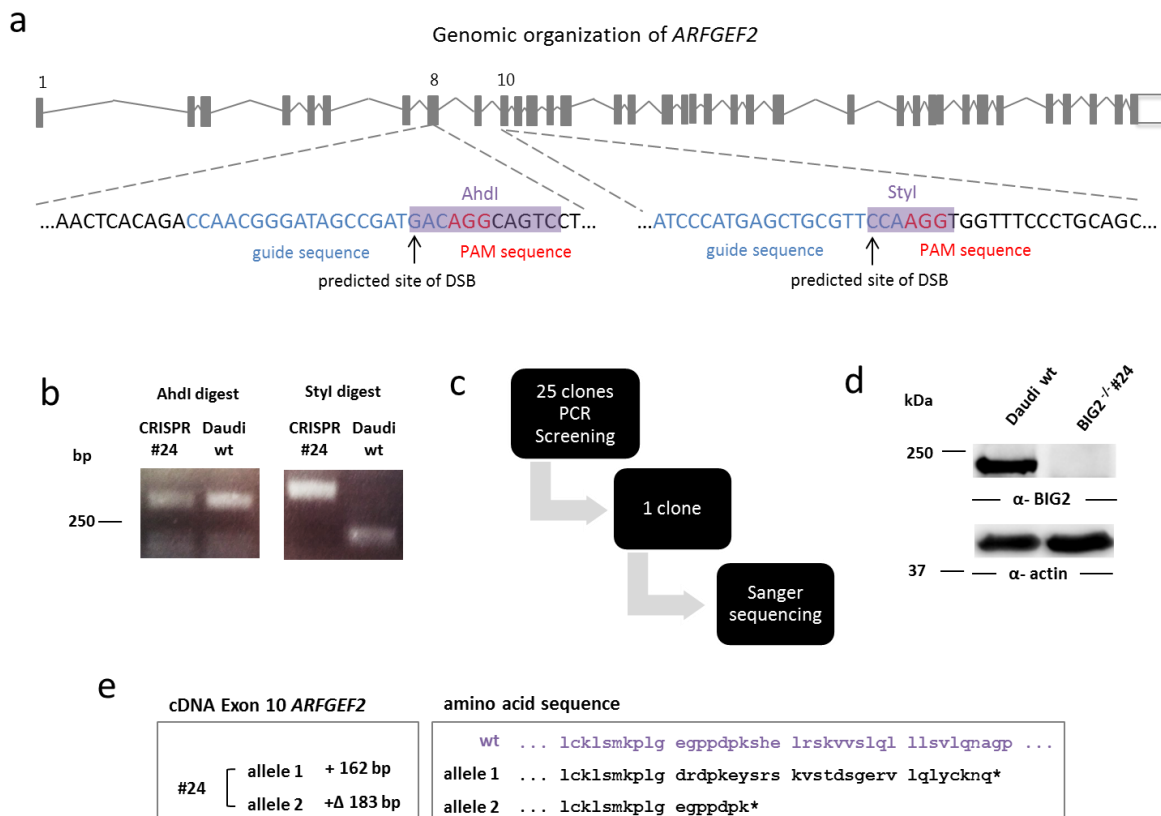 a
Genomic organization of ARFGEF2
1
8
10
AhdI
StyI
...AACTCACAGACCAACGGGATAGCCGATGACAGGCAGTCCT...
...ATCCCATGAGCTGCGTTCCAAGGTGGTTTCCCTGCAGC...
guide sequence
PAM sequence
guide sequence
PAM sequence
predicted site of DSB
predicted site of DSB
b
AhdI digest
StyI digest
CRISPR #24
Daudi wt
CRISPR #24
Daudi wt
bp
250
c
25 clones
PCR
Screening
1 clone
Sanger
sequencing
d
kDa
Daudi wt
BIG2-/-#24
250
α- BIG2
37
α- actin
e
cDNA Exon 10 ARFGEF2
amino acid sequence
#24
allele 1 + 162 bp
allele 2 +Δ 183 bp
wt ... lcklsmkplg egppdpkshe lrskvvslql llsvlqnagp ...
allele 1 ... lcklsmkplg drdpkeysrs kvstdsgerv lqlycknq*
allele 2 ... lcklsmkplg egppdpk*